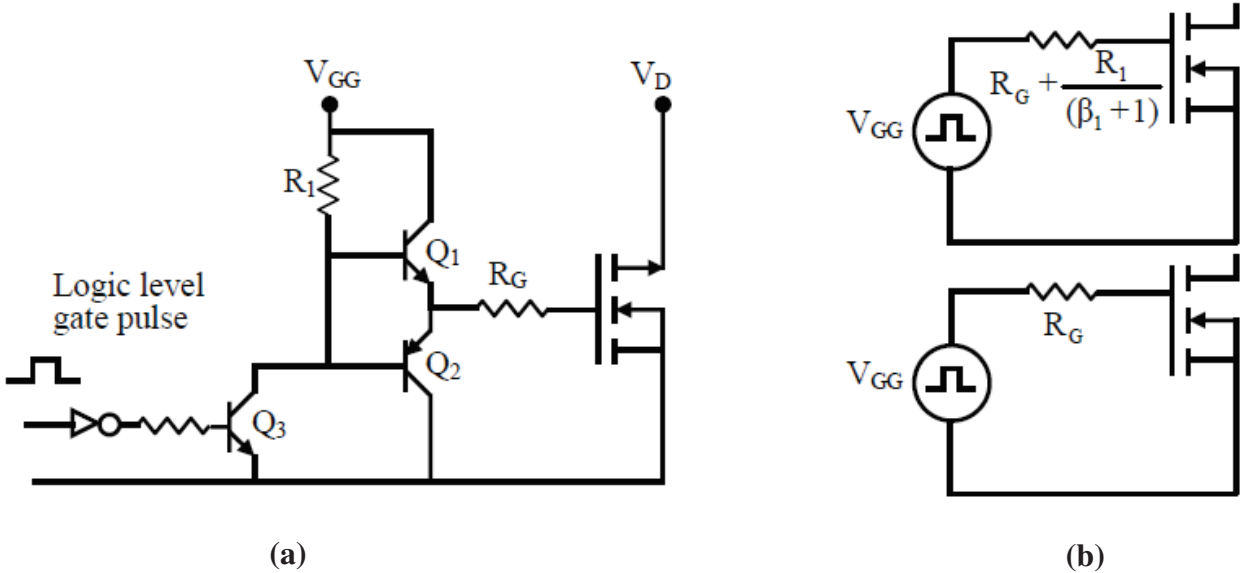 V_GG
V_D
R_1
Q_1
R_G
Logic level
gate pulse
Q_2
Q_3
(a)
R_G + R_1/(β_1 +1)
V_GG
R_G
V_GG
(b)